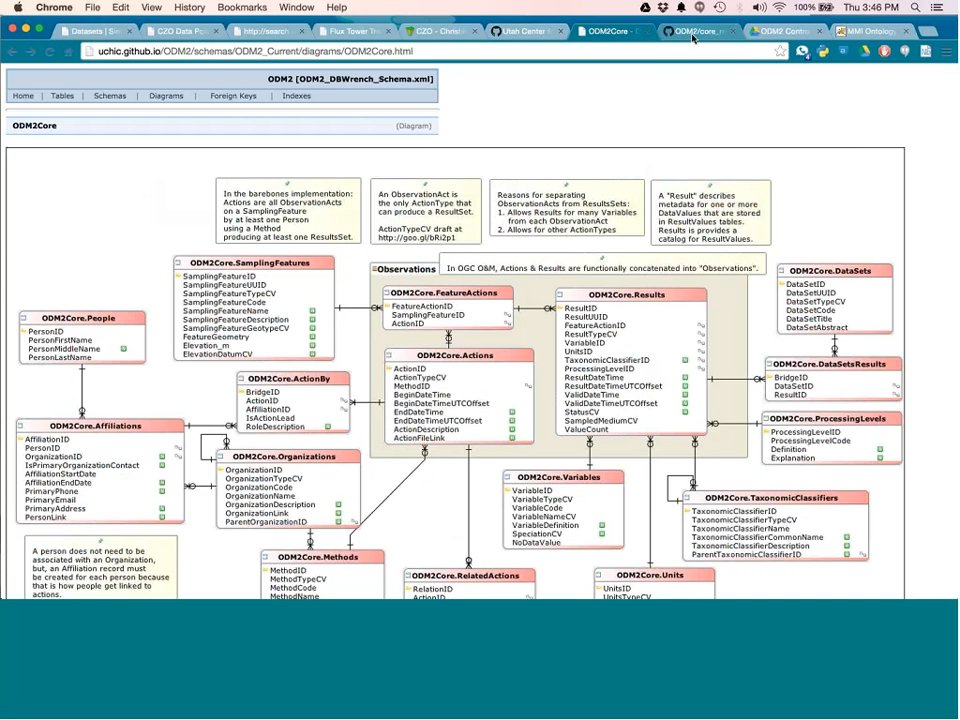 Chrome File Edit View History Bookmarks Window Help 100% Thu 3:46 PM
Datasets | S CZO Data Po http://search Flux Tower T CZO - Christi Utah Center ODM2Core - ODM2/core_ ODM2 Contr MMI Ontolog
uchic.github.io/ODM2/schemas/ODM2_Current/diagrams/ODM2Core.html
ODM2 [ODM2_DBWrench_Schema.xml]
Home | Tables | Schemas | Diagrams | Foreign Keys | Indexes
ODM2Core (Diagram)
In the barebones implementation:
Actions are all ObservationActs
on a SamplingFeature
by at least one Person
using a Method
producing at least one ResultsSet.
An ObservationAct is
the only ActionType that
can produce a ResultSet.
ActionTypeCV draft at
http://goo.gl/bRi2p1
Reasons for separating
ObservationActs from ResultsSets:
1. Allows Results for many Variables
from each ObservationAct
2. Allows for other ActionTypes
A "Result" describes
metadata for one or more
DataValues that are stored
in ResultValues tables.
Results is provides a
catalog for ResultValues.
Observations
In OGC O&M, Actions & Results are functionally concatenated into "Observations".
ODM2Core.SamplingFeatures
SamplingFeatureID
SamplingFeatureUUID
SamplingFeatureTypeCV
SamplingFeatureCode
SamplingFeatureName
SamplingFeatureDescription
SamplingFeatureGeotypeCV
FeatureGeometry
Elevation_m
ElevationDatumCV
ODM2Core.FeatureActions
FeatureActionID
SamplingFeatureID
ActionID
ODM2Core.Results
ResultID
ResultUUID
FeatureActionID
ResultTypeCV
VariableID
UnitsID
TaxonomicClassifierID
ProcessingLevelID
ResultDateTime
ResultDateTimeUTCOffset
ValidDateTime
ValidDateTimeUTCOffset
StatusCV
SampledMediumCV
ValueCount
ODM2Core.DataSets
DataSetID
DataSetUUID
DataSetTypeCV
DataSetCode
DataSetTitle
DataSetAbstract
ODM2Core.People
PersonID
PersonFirstName
PersonMiddleName
PersonLastName
ODM2Core.Actions
ActionID
ActionTypeCV
MethodID
BeginDateTime
BeginDateTimeUTCOffset
EndDateTime
EndDateTimeUTCOffset
ActionDescription
ActionFileLink
ODM2Core.DataSetsResults
BridgeID
DataSetID
ResultID
ODM2Core.ActionBy
BridgeID
ActionID
AffiliationID
IsActionLead
RoleDescription
ODM2Core.ProcessingLevels
ProcessingLevelID
ProcessingLevelCode
Definition
Explanation
ODM2Core.Affiliations
AffiliationID
PersonID
OrganizationID
IsPrimaryOrganizationContact
AffiliationStartDate
AffiliationEndDate
PrimaryPhone
PrimaryEmail
PrimaryAddress
PersonLink
ODM2Core.Organizations
OrganizationID
OrganizationTypeCV
OrganizationCode
OrganizationName
OrganizationDescription
OrganizationLink
ParentOrganizationID
ODM2Core.Variables
VariableID
VariableTypeCV
VariableCode
VariableNameCV
VariableDefinition
SpeciationCV
NoDataValue
ODM2Core.TaxonomicClassifiers
TaxonomicClassifierID
TaxonomicClassifierTypeCV
TaxonomicClassifierName
TaxonomicClassifierCommonName
TaxonomicClassifierDescription
ParentTaxonomicClassifierID
A person does not need to be
associated with an Organization,
but, an Affiliation record must
be created for each person because
that is how people get linked to
actions.
ODM2Core.Methods
MethodID
MethodTypeCV
MethodCode
MethodName
ODM2Core.RelatedActions
RelationID
ActionID
ODM2Core.Units
UnitsID
UnitsTypeCV